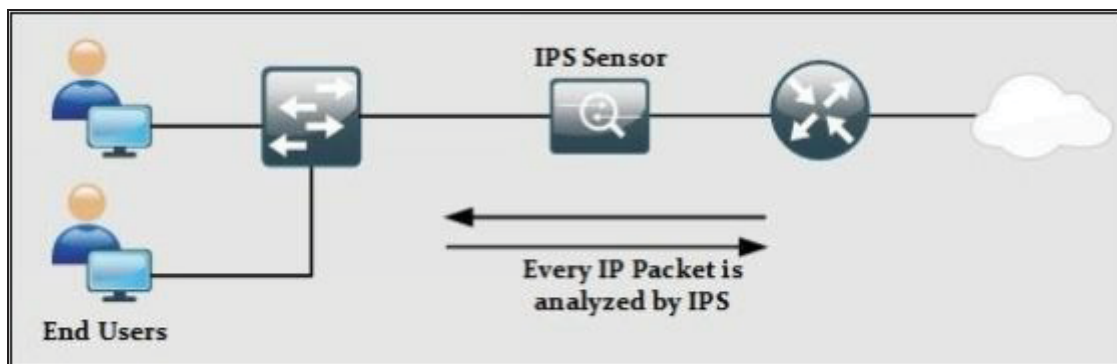 IPS Sensor
Every IP Packet is
analyzed by IPS
End Users